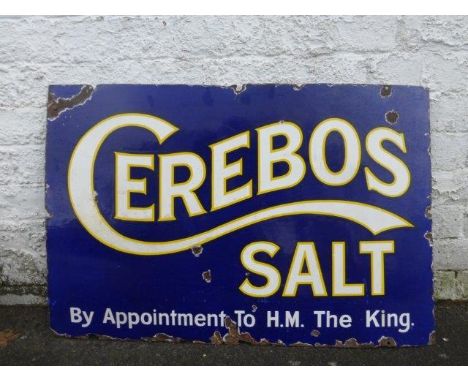 CEREBOS
SALT
By Appointment To H.M. The King.